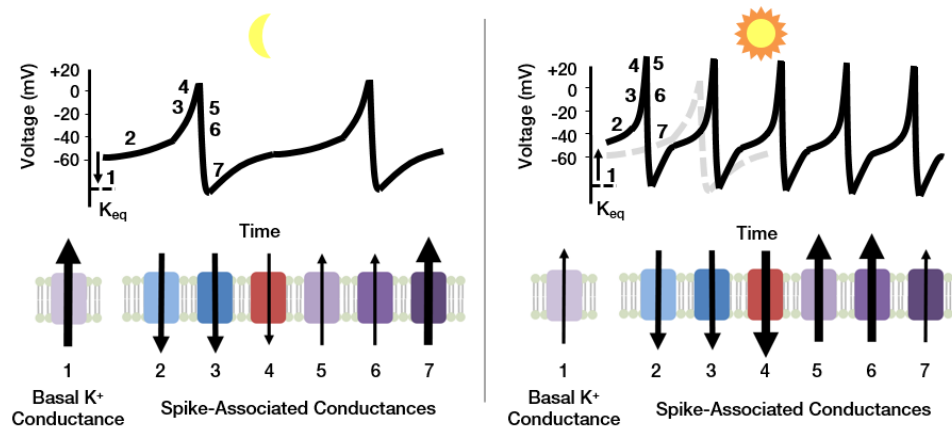 +20
0
-20
-40
-60
Voltage (mV)
1
2
3
4
5
6
7
Keq
Time
1 2 3 4 5 6 7
Basal K+
Conductance
Spike-Associated Conductances
+20
0
-20
-40
-60
Voltage (mV)
1
2
3
4
5
6
7
Keq
Time
1 2 3 4 5 6 7
Basal K+
Conductance
Spike-Associated Conductances